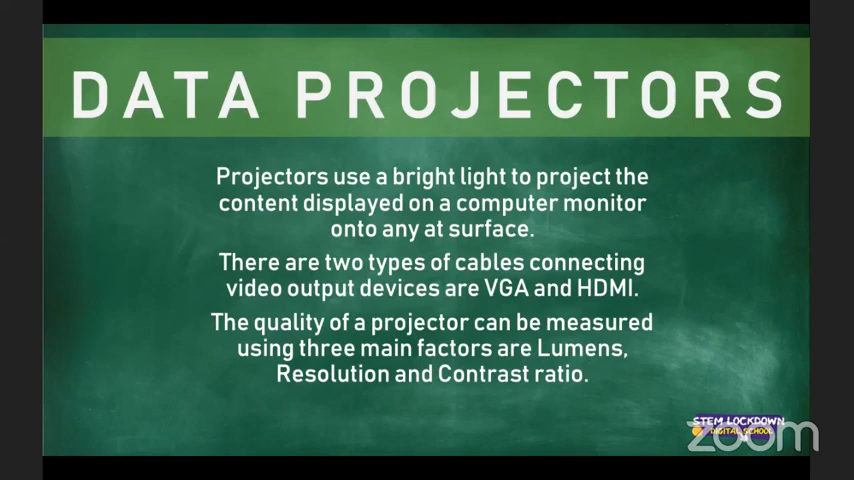 DATA PROJECTORS
Projectors use a bright light to project the
content displayed on a computer monitor
onto any at surface.
There are two types of cables connecting
video output devices are VGA and HDMI.
The quality of a projector can be measured
using three main factors are Lumens,
Resolution and Contrast ratio.
STEM LOCKDOWN
DIGITAL SCHOOL
zoom